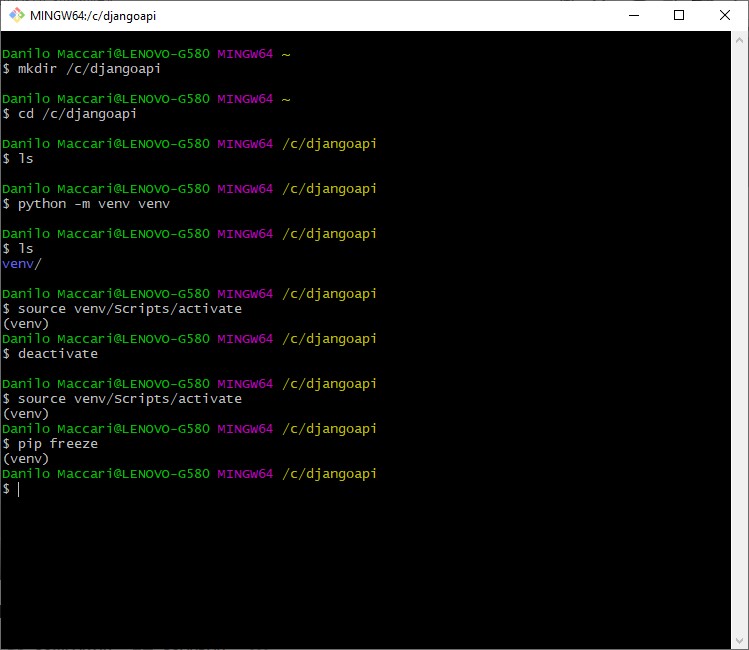 MINGW64:/c/djangoapi
Danilo Maccari@LENOVO-G580 MINGW64 ~
$ mkdir /c/djangoapi
Danilo Maccari@LENOVO-G580 MINGW64 ~
$ cd /c/djangoapi
Danilo Maccari@LENOVO-G580 MINGW64 /c/djangoapi
$ ls
Danilo Maccari@LENOVO-G580 MINGW64 /c/djangoapi
$ python -m venv venv
Danilo Maccari@LENOVO-G580 MINGW64 /c/djangoapi
$ ls
venv/
Danilo Maccari@LENOVO-G580 MINGW64 /c/djangoapi
$ source venv/Scripts/activate
(venv)
Danilo Maccari@LENOVO-G580 MINGW64 /c/djangoapi
$ deactivate
Danilo Maccari@LENOVO-G580 MINGW64 /c/djangoapi
$ source venv/Scripts/activate
(venv)
Danilo Maccari@LENOVO-G580 MINGW64 /c/djangoapi
$ pip freeze
(venv)
Danilo Maccari@LENOVO-G580 MINGW64 /c/djangoapi
$